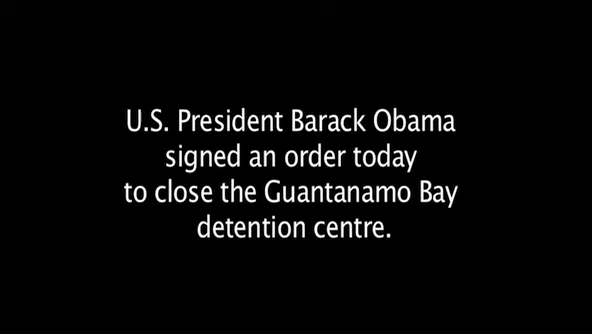 U.S. President Barack Obama
signed an order today
to close the Guantanamo Bay
detention centre.